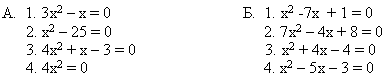 А. 1. 3x² – x = 0
2. x² – 25 = 0
3. 4x² + x – 3 = 0
4. 4x² = 0
Б. 1. x² -7x + 1 = 0
2. 7x² – 4x + 8 = 0
3. x² + 4x – 4 = 0
4. x² – 5x – 3 = 0